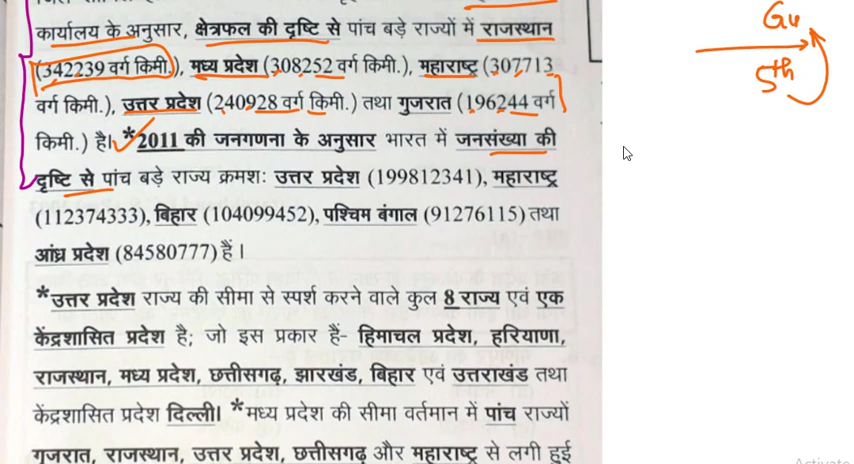 कार्यालय के अनुसार, क्षेत्रफल की दृष्टि से पांच बड़े राज्यों में राजस्थान
(342239 वर्ग किमी.), मध्य प्रदेश (308252 वर्ग किमी.), महाराष्ट्र (307713
वर्ग किमी.), उत्तर प्रदेश (240928 वर्ग किमी.) तथा गुजरात (196244 वर्ग
किमी.) है। *2011 की जनगणना के अनुसार भारत में जनसंख्या की
दृष्टि से पांच बड़े राज्य क्रमशः उत्तर प्रदेश (199812341), महाराष्ट्र
(112374333), बिहार (104099452), पश्चिम बंगाल (91276115) तथा
आंध्र प्रदेश (84580777) हैं।
*उत्तर प्रदेश राज्य की सीमा से स्पर्श करने वाले कुल 8 राज्य एवं एक
केंद्रशासित प्रदेश है; जो इस प्रकार हैं- हिमाचल प्रदेश, हरियाणा,
राजस्थान, मध्य प्रदेश, छत्तीसगढ़, झारखंड, बिहार एवं उत्तराखंड तथा
केंद्रशासित प्रदेश दिल्ली। *मध्य प्रदेश की सीमा वर्तमान में पांच राज्यों
गुजरात, राजस्थान, उत्तर प्रदेश, छत्तीसगढ़ और महाराष्ट्र से लगी हुई
Gu
5th